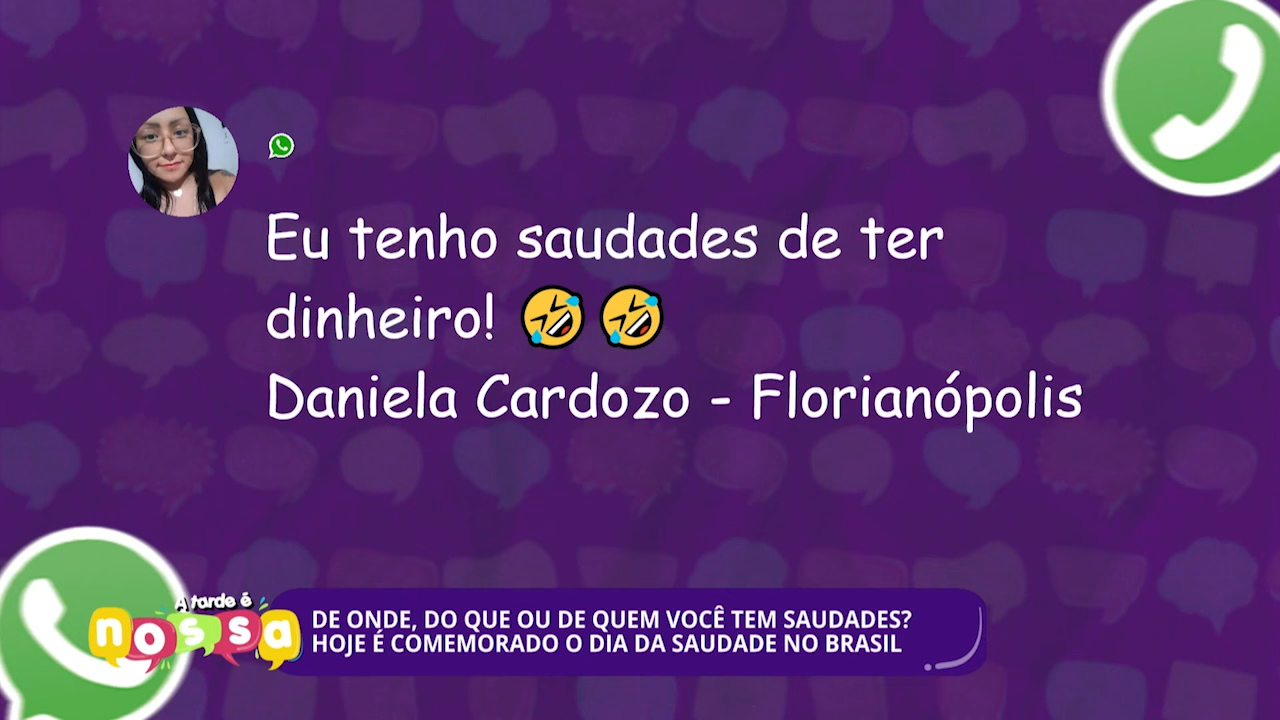 Eu tenho saudades de ter
dinheiro! 🤣🤣
Daniela Cardozo - Florianópolis
A tarde é
nossa
DE ONDE, DO QUE OU DE QUEM VOCÊ TEM SAUDADES?
HOJE É COMEMORADO O DIA DA SAUDADE NO BRASIL